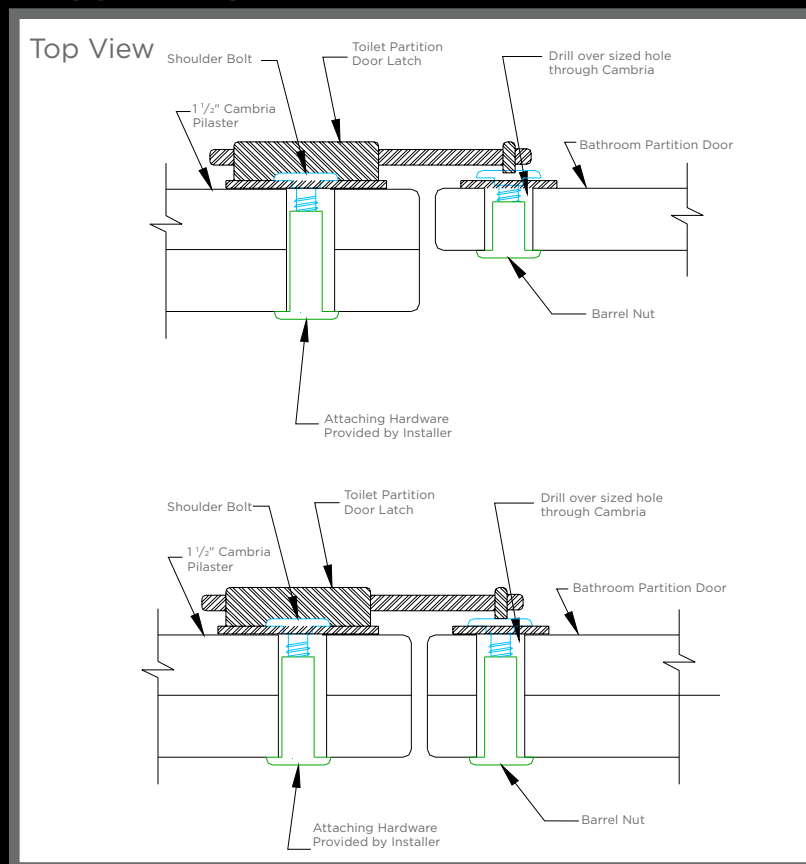 Top View
Shoulder Bolt
Toilet Partition
Door Latch
Drill over sized hole
through Cambria
1 1/2" Cambria
Pilaster
Bathroom Partition Door
Barrel Nut
Attaching Hardware
Provided by Installer
Shoulder Bolt
Toilet Partition
Door Latch
Drill over sized hole
through Cambria
1 1/2" Cambria
Pilaster
Bathroom Partition Door
Barrel Nut
Attaching Hardware
Provided by Installer